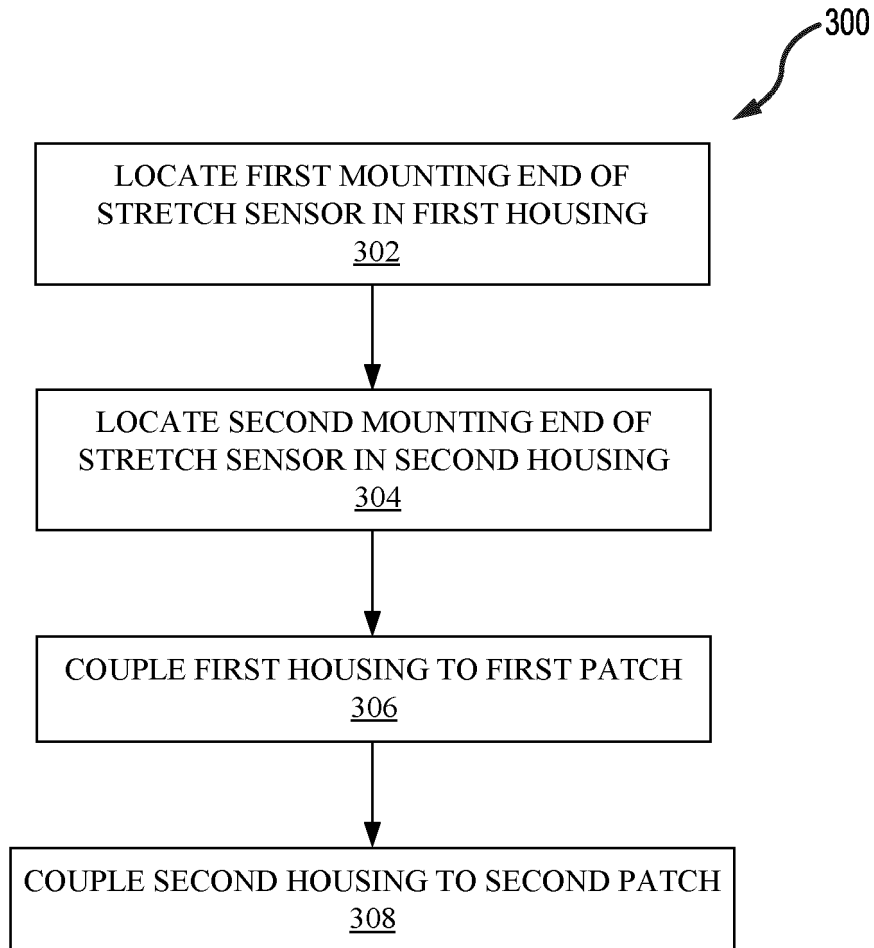 300
LOCATE FIRST MOUNTING END OF
STRETCH SENSOR IN FIRST HOUSING
302
LOCATE SECOND MOUNTING END OF
STRETCH SENSOR IN SECOND HOUSING
304
COUPLE FIRST HOUSING TO FIRST PATCH
306
COUPLE SECOND HOUSING TO SECOND PATCH
308